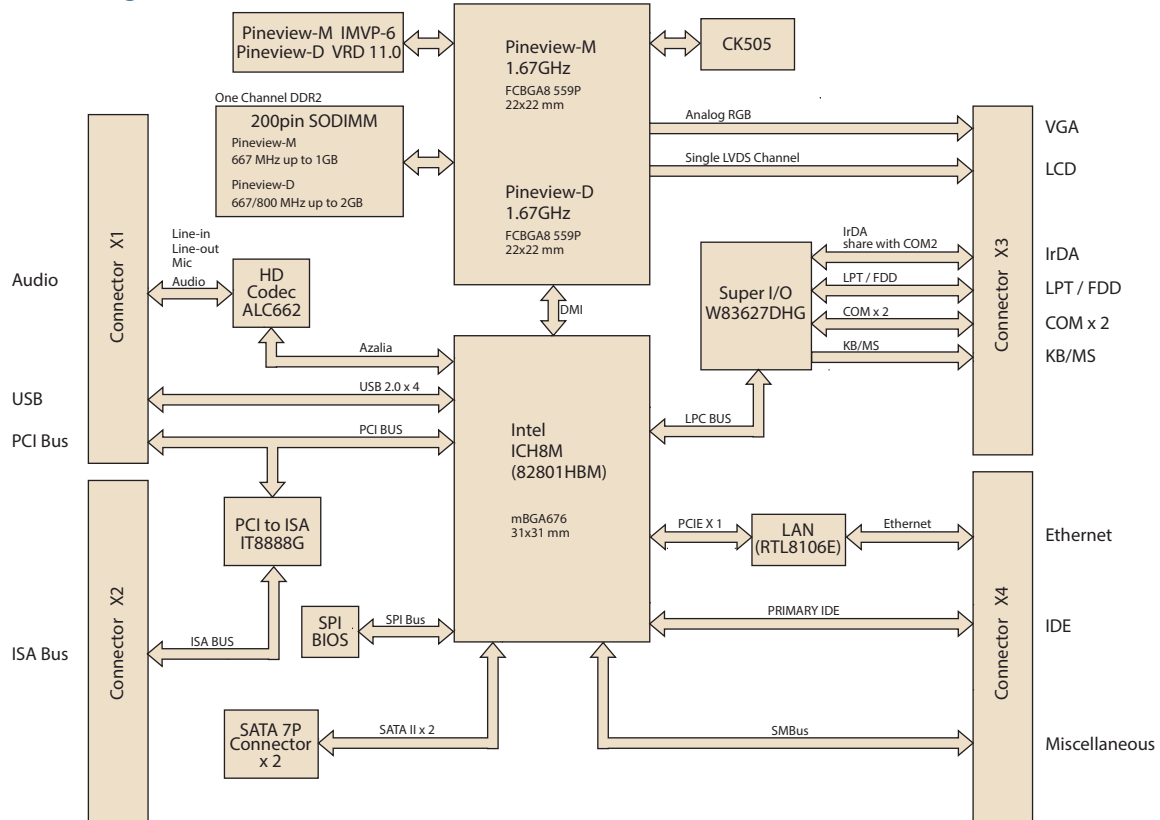 Pineview-M IMVP-6
Pineview-D VRD 11.0
Pineview-M
1.67GHz
FCBGA8 559P
22x22 mm
Pineview-D
1.67GHz
FCBGA8 559P
22x22 mm
CK505
One Channel DDR2
200pin SODIMM
Pineview-M
667 MHz up to 1GB
Pineview-D
667/800 MHz up to 2GB
Analog RGB
Single LVDS Channel
VGA
LCD
Connector X1
Connector X3
Line-in
Line-out
Mic
Audio
Audio
HD
Codec
ALC662
Azalia
DMI
Super I/O
W83627DHG
IrDA
share with COM2
LPT / FDD
COM x 2
KB/MS
IrDA
LPT / FDD
COM x 2
KB/MS
USB
USB 2.0 x 4
PCI Bus
PCI BUS
LPC BUS
Intel
ICH8M
(82801HBM)
mBGA676
31x31 mm
PCI to ISA
IT8888G
PCIE X 1
LAN
(RTL8106E)
Ethernet
Ethernet
Connector X2
Connector X4
SPI
BIOS
SPI Bus
PRIMARY IDE
IDE
ISA Bus
ISA BUS
SATA 7P
Connector
x 2
SATA II x 2
SMBus
Miscellaneous